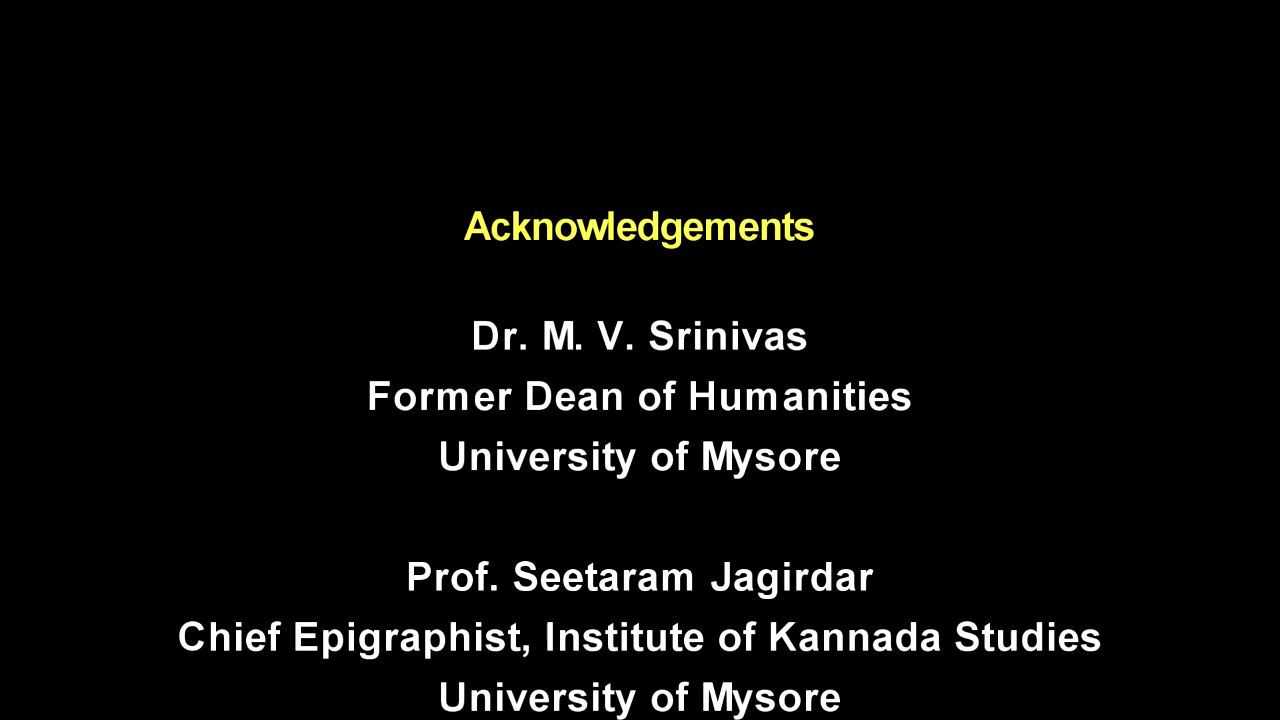 Acknowledgements
Dr. M. V. Srinivas
Former Dean of Humanities
University of Mysore
Prof. Seetaram Jagirdar
Chief Epigraphist, Institute of Kannada Studies
University of Mysore